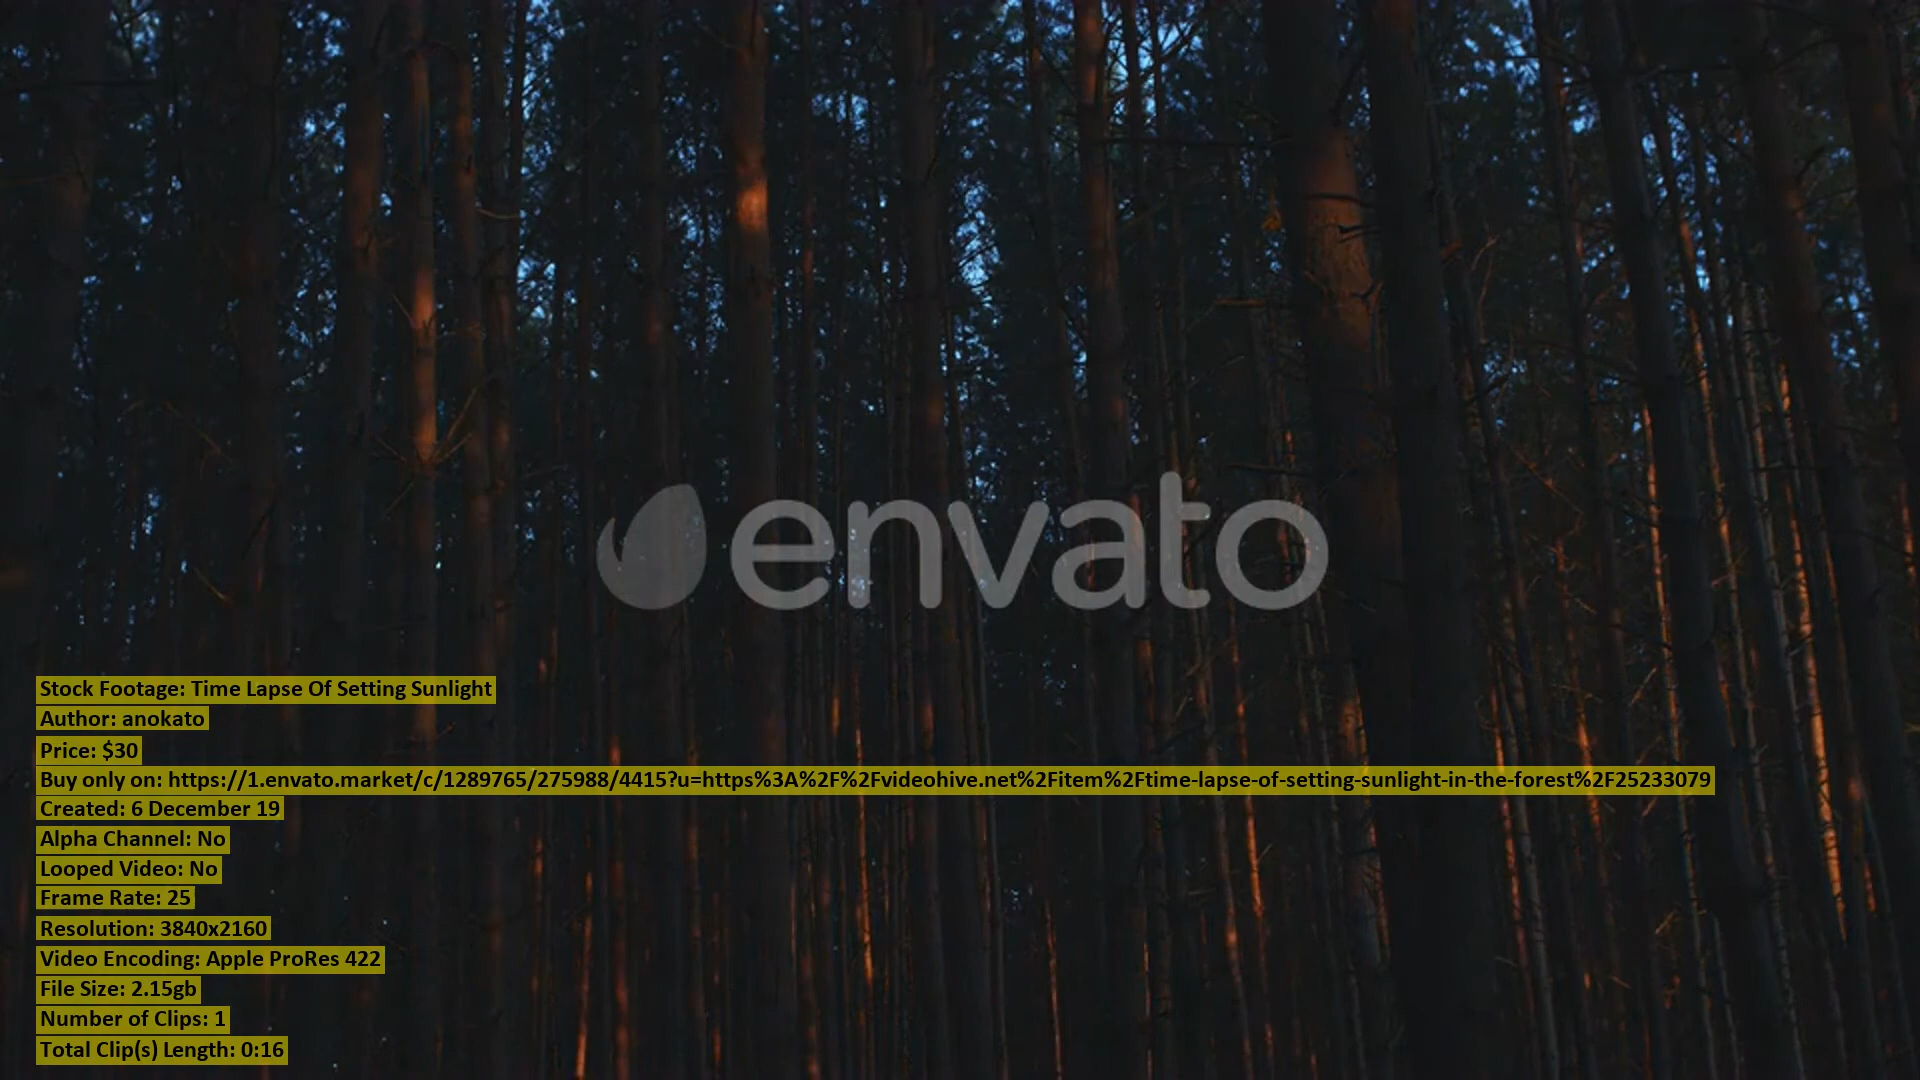 envato
Stock Footage: Time Lapse Of Setting Sunlight
Author: anokato
Price: $30
Buy only on: https://1.envato.market/c/1289765/275988/4415?u=https%3A%2F%2Fvideohive.net%2Fitem%2Ftime-lapse-of-setting-sunlight-in-the-forest%2F25233079
Created: 6 December 19
Alpha Channel: No
Looped Video: No
Frame Rate: 25
Resolution: 3840x2160
Video Encoding: Apple ProRes 422
File Size: 2.15gb
Number of Clips: 1
Total Clip(s) Length: 0:16